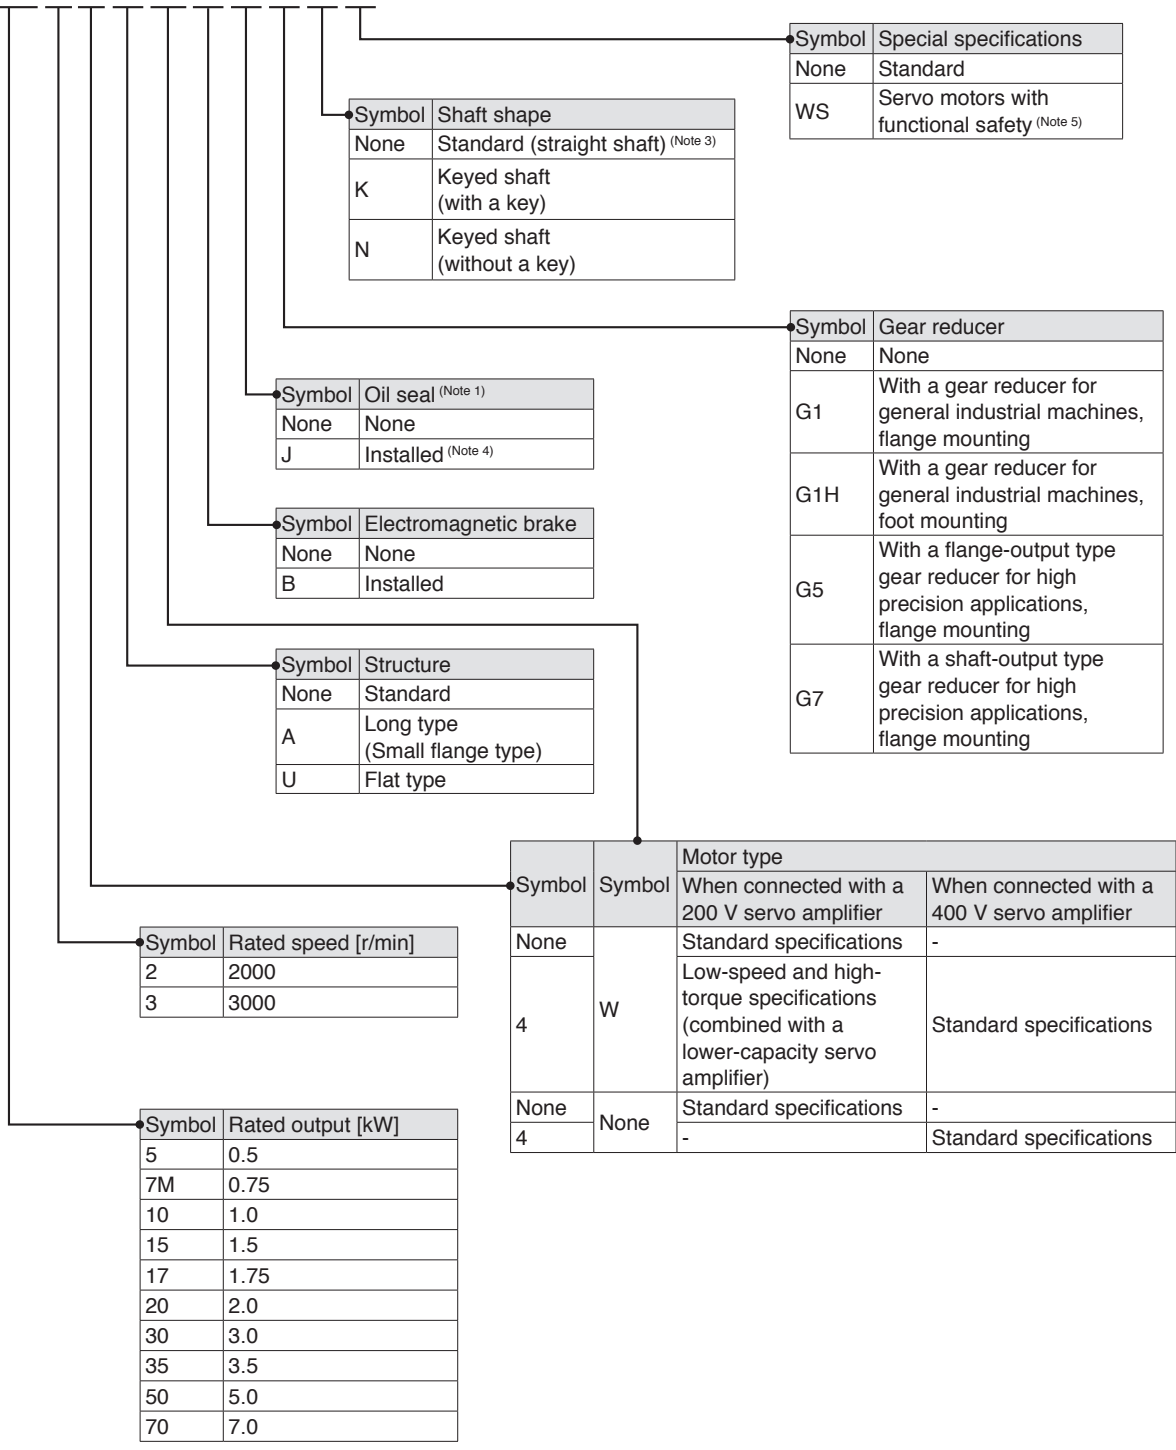 Symbol Special specifications
None Standard
WS Servo motors with
functional safety (Note 5)
Symbol Shaft shape
None Standard (straight shaft) (Note 3)
K Keyed shaft
(with a key)
N Keyed shaft
(without a key)
Symbol Gear reducer
None None
G1 With a gear reducer for
general industrial machines,
flange mounting
G1H With a gear reducer for
general industrial machines,
foot mounting
G5 With a flange-output type
gear reducer for high
precision applications,
flange mounting
G7 With a shaft-output type
gear reducer for high
precision applications,
flange mounting
Symbol Oil seal (Note 1)
None None
J Installed (Note 4)
Symbol Electromagnetic brake
None None
B Installed
Symbol Structure
None Standard
A Long type
(Small flange type)
U Flat type
Symbol Symbol Motor type
When connected with a
200 V servo amplifier
When connected with a
400 V servo amplifier
None W Standard specifications -
4 Low-speed and high-
torque specifications
(combined with a
lower-capacity servo
amplifier)
Standard specifications
None None Standard specifications -
4 - Standard specifications
Symbol Rated speed [r/min]
2 2000
3 3000
Symbol Rated output [kW]
5 0.5
7M 0.75
10 1.0
15 1.5
17 1.75
20 2.0
30 3.0
35 3.5
50 5.0
70 7.0